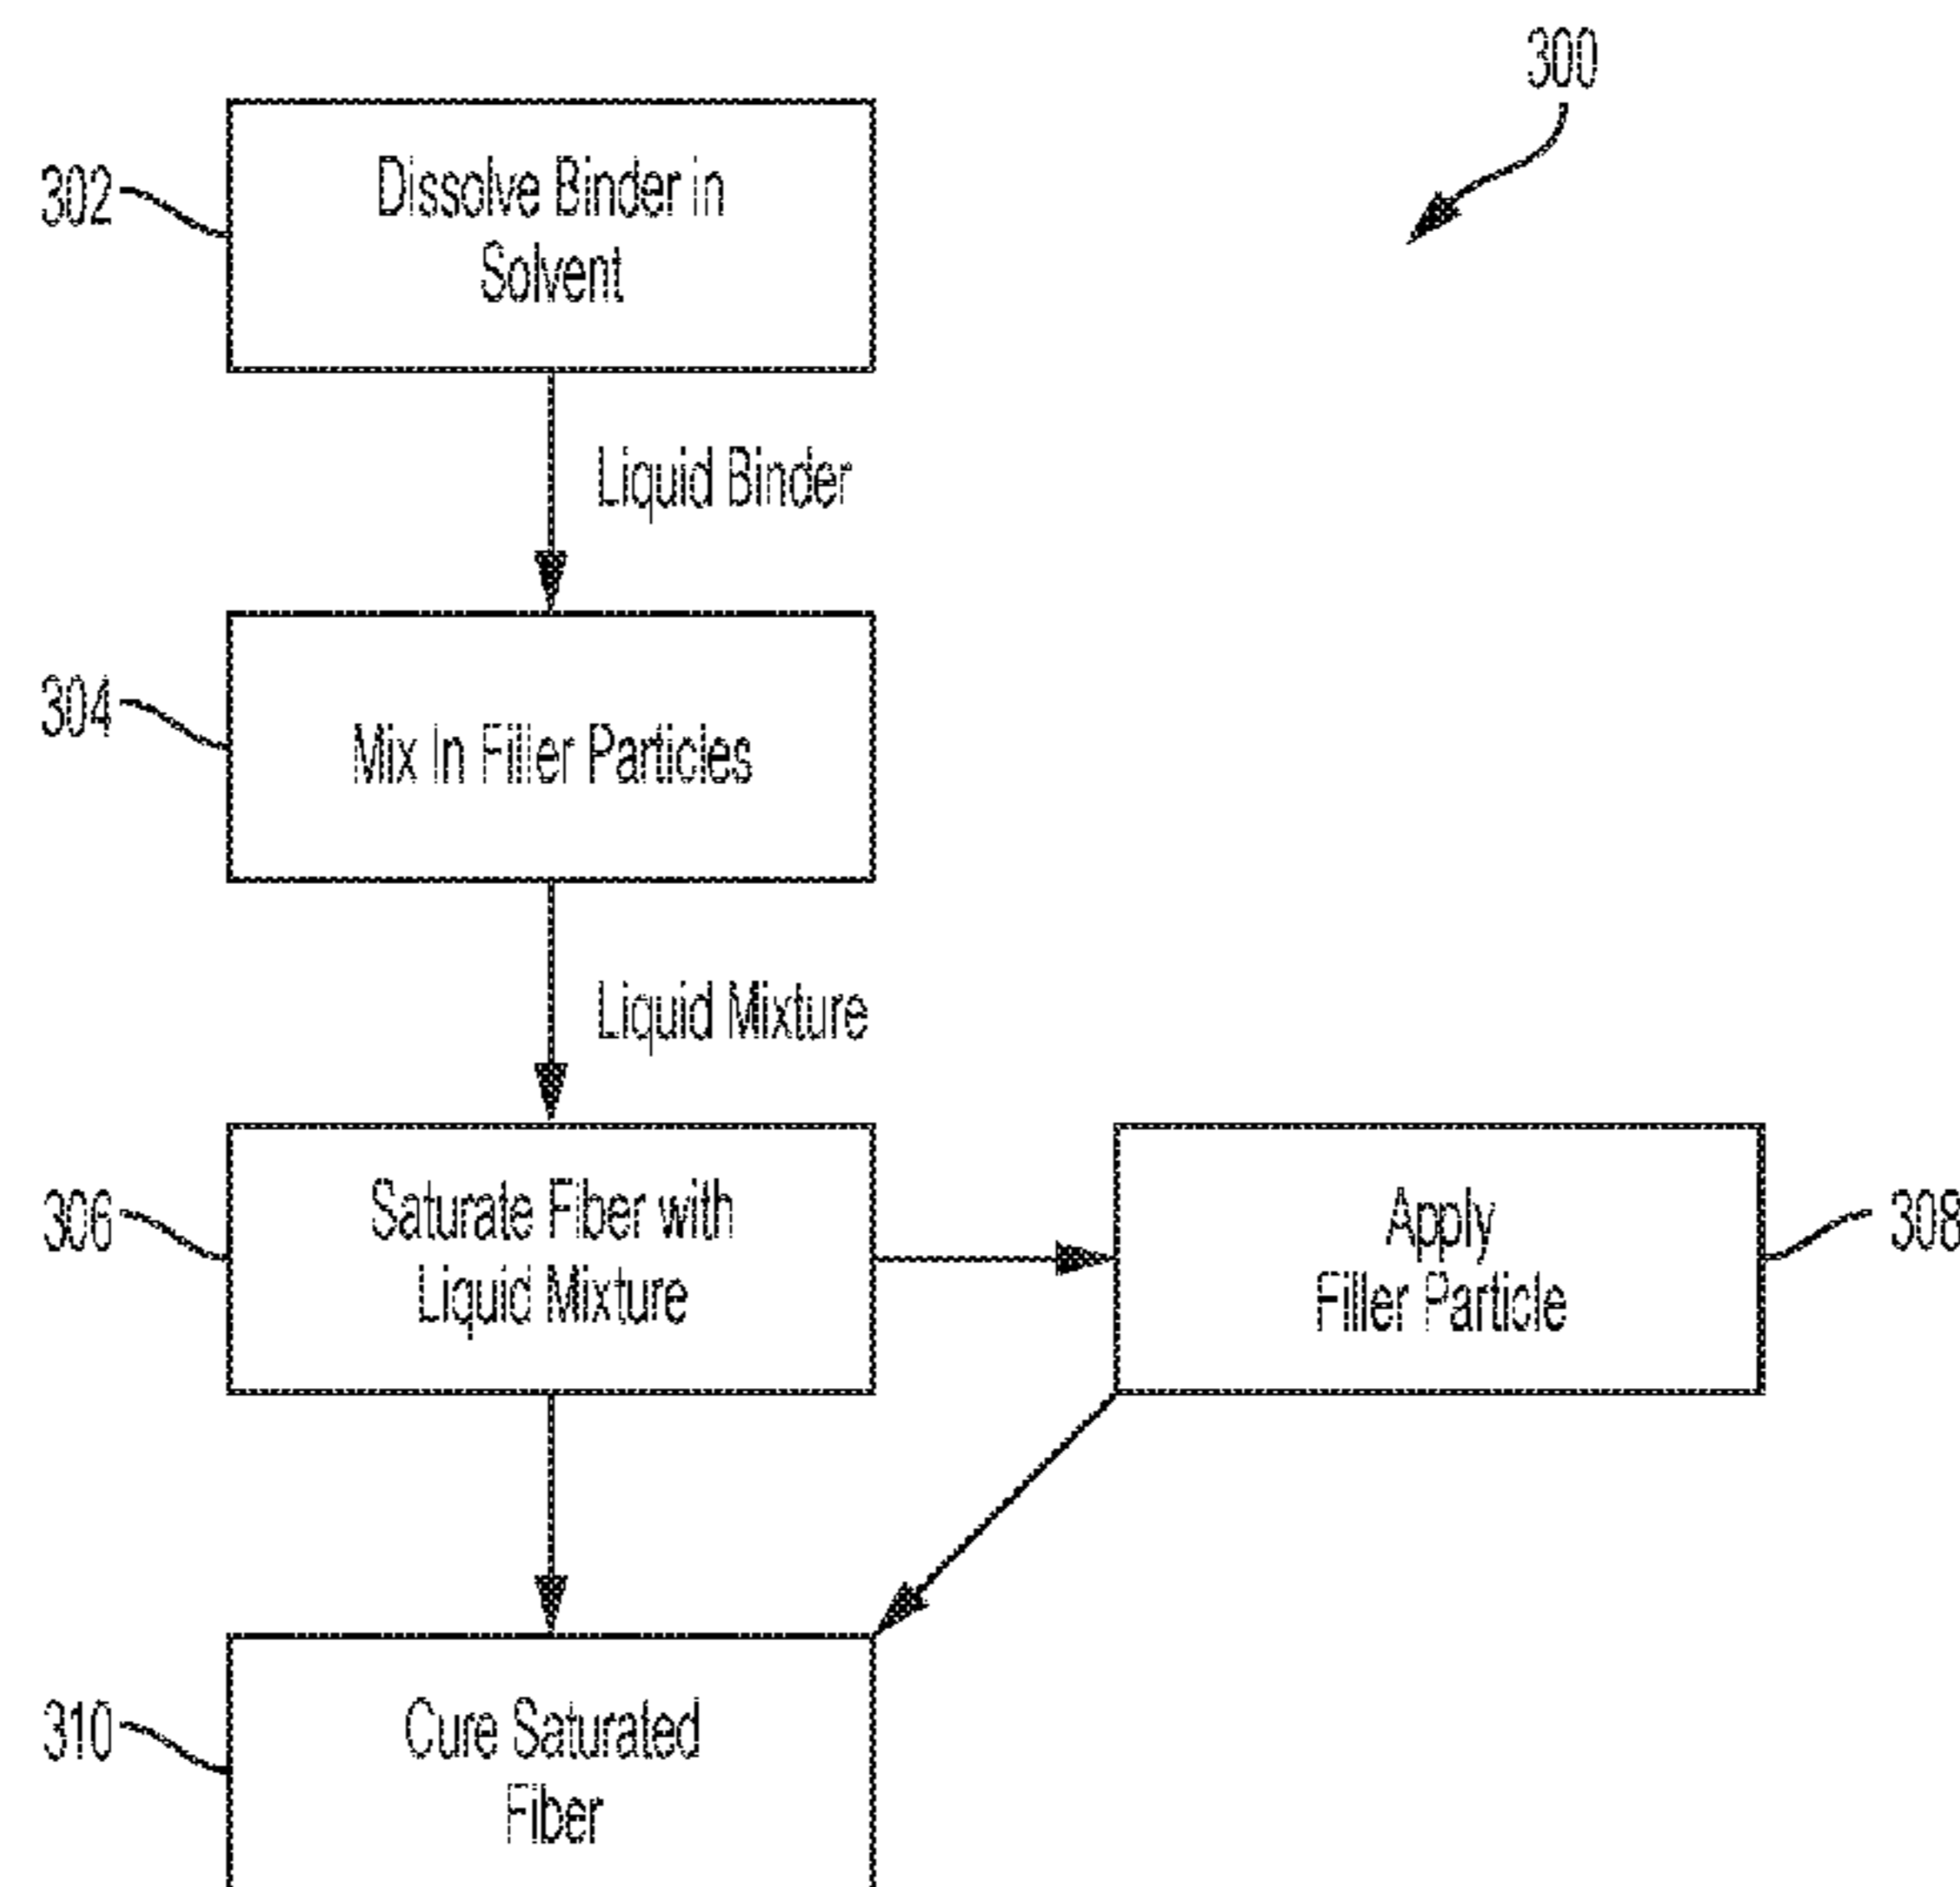 300
302
Dissolve Binder in
Solvent
Liquid Binder
304
Mix In Filler Particles
Liquid Mixture
306
Saturate Fiber with
Liquid Mixture
Apply
Filler Particle
308
310
Cure Saturated
Fiber